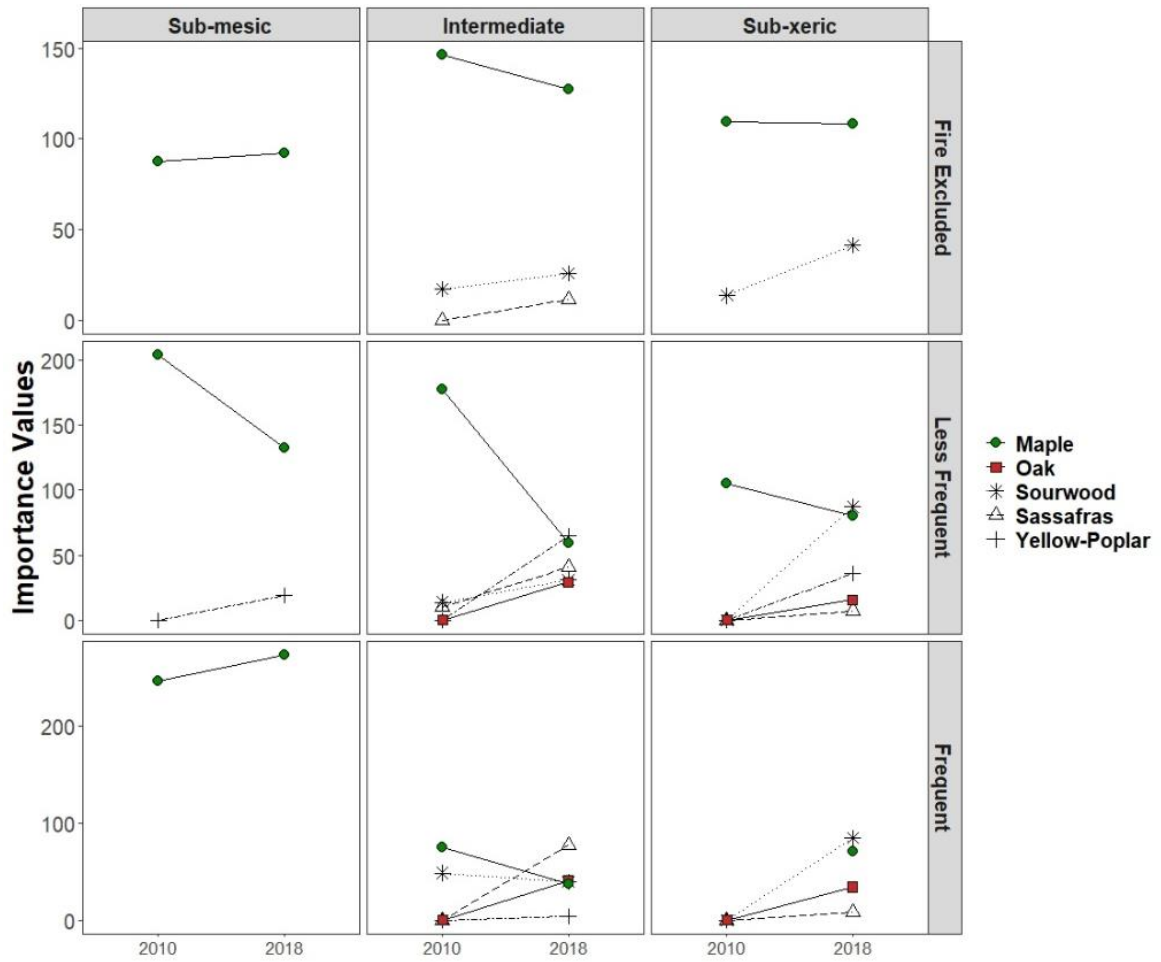 Sub-mesic Intermediate Sub-xeric
150
100
50
0
Fire Excluded
200
150
100
50
0
Less Frequent
200
100
0
Frequent
Importance Values
2010 2018 2010 2018 2010 2018
Maple
Oak
Sourwood
Sassafras
Yellow-Poplar